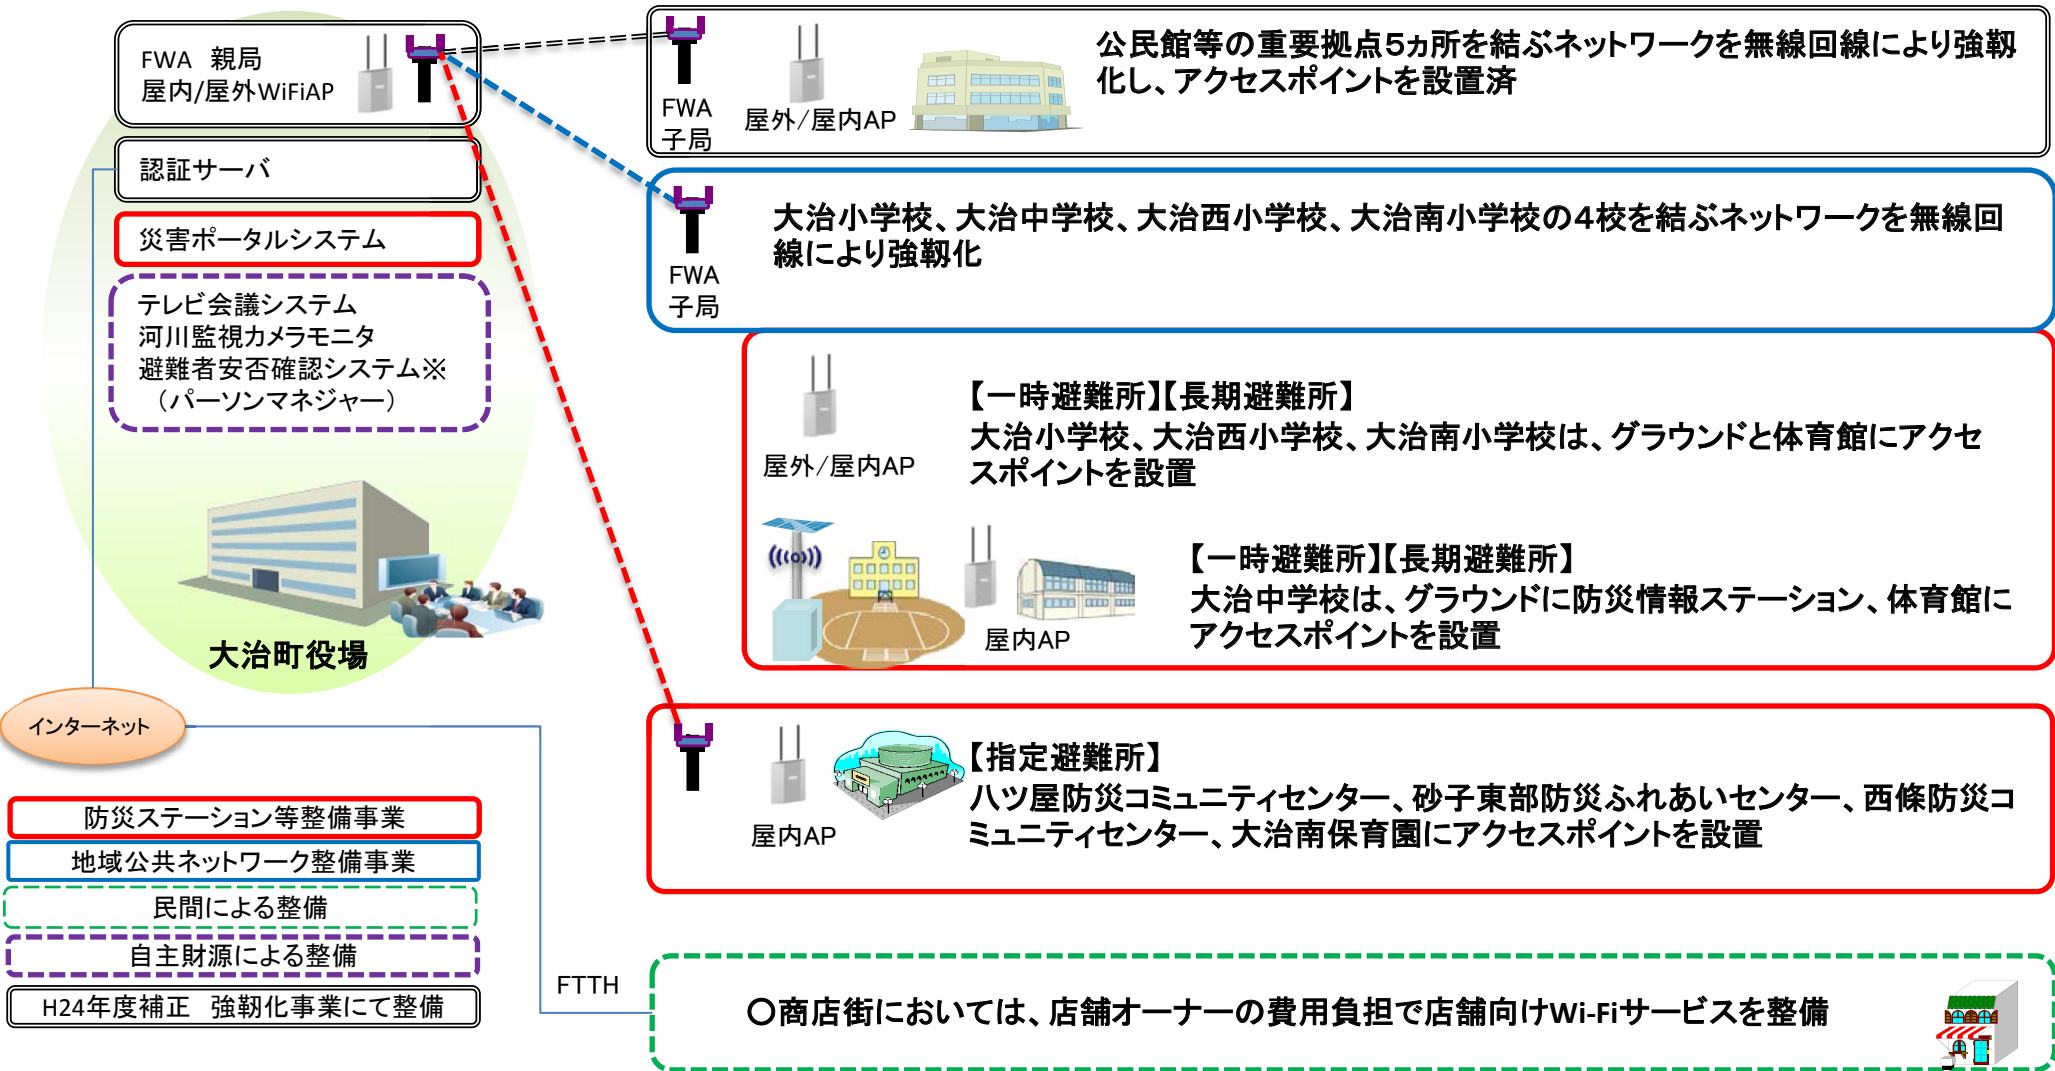 FWA 親局
屋内/屋外WiFiAP
認証サーバ
災害ポータルシステム
テレビ会議システム
河川監視カメラモニタ
避難者安否確認システム※
（パーソンマネジャー）
大治町役場
インターネット
防災ステーション等整備事業
地域公共ネットワーク整備事業
民間による整備
自主財源による整備
H24年度補正 強靭化事業にて整備
FWA
子局
屋外/屋内AP
公民館等の重要拠点5ヵ所を結ぶネットワークを無線回線により強靭
化し、アクセスポイントを設置済
FWA
子局
大治小学校、大治中学校、大治西小学校、大治南小学校の4校を結ぶネットワークを無線回
線により強靭化
屋外/屋内AP
【一時避難所】【長期避難所】
大治小学校、大治西小学校、大治南小学校は、グラウンドと体育館にアクセ
スポイントを設置
屋内AP
【一時避難所】【長期避難所】
大治中学校は、グラウンドに防災情報ステーション、体育館に
アクセスポイントを設置
屋内AP
【指定避難所】
八ツ屋防災コミュニティセンター、砂子東部防災ふれあいセンター、西條防災コ
ミュニティセンター、大治南保育園にアクセスポイントを設置
FTTH
○商店街においては、店舗オーナーの費用負担で店舗向けWi-Fiサービスを整備